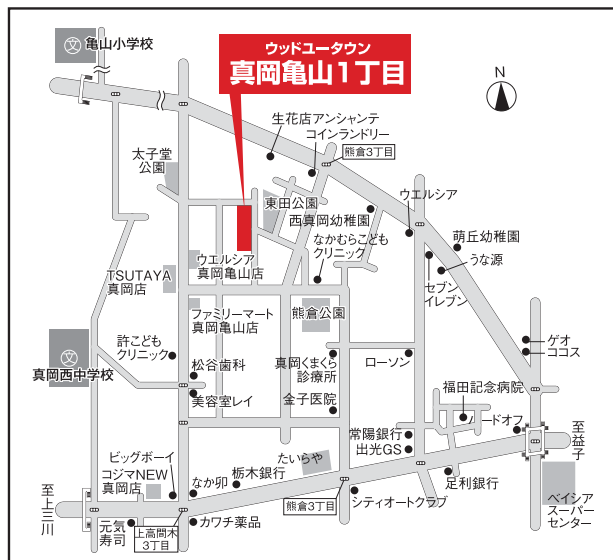 亀山小学校
文
ウッドユータウン
真岡亀山1丁目
N
生花店アンシャンテ
コインランドリー
熊倉3丁目
太子堂
公園
東田公園
西真岡幼稚園
ウエルシア
萌丘幼稚園
うな源
なかむらこども
クリニック
ウエルシア
真岡亀山店
セブン
イレブン
TSUTAYA
真岡店
ファミリーマート
真岡亀山店
熊倉公園
許こども
クリニック
文
真岡西中学校
松谷歯科
美容室レイ
真岡くまくら
診療所
金子医院
ローソン
ゲオ
ココス
福田記念病院
ハードオフ
至益子
常陽銀行
出光GS
たいらや
ビッグボーイ
コジマNEW
真岡店
なか卯
栃木銀行
足利銀行
シティオートクラブ
ベイシア
スーパー
センター
至上三川
元気
寿司
上高間木
3丁目
カワチ薬品
熊倉3丁目